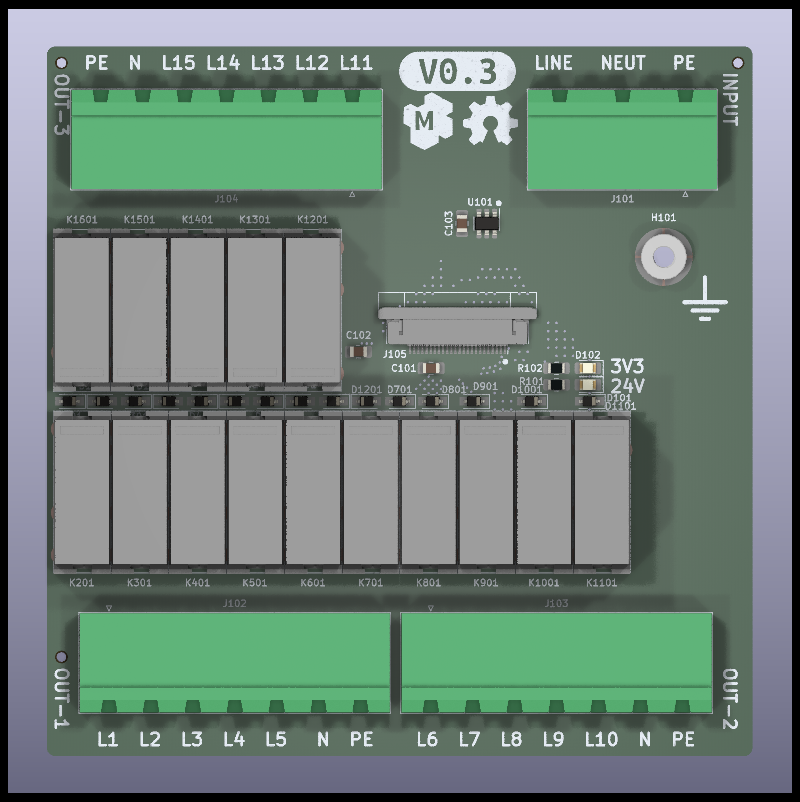 PE N L15 L14 L13 L12 L11
V0.3
LINE NEUT PE
OUT-3
INPUT
M
J104
J101
K1601 K1501 K1401 K1301 K1201
U101
C103
H101
C102
J105
C101
R102
D102
3V3
R101
24V
D1201 D701 D801 D901 D1001
D101
D1101
K201 K301 K401 K501 K601 K701 K801 K901 K1001 K1101
J102
J103
OUT-1
OUT-2
L1 L2 L3 L4 L5 N PE
L6 L7 L8 L9 L10 N PE